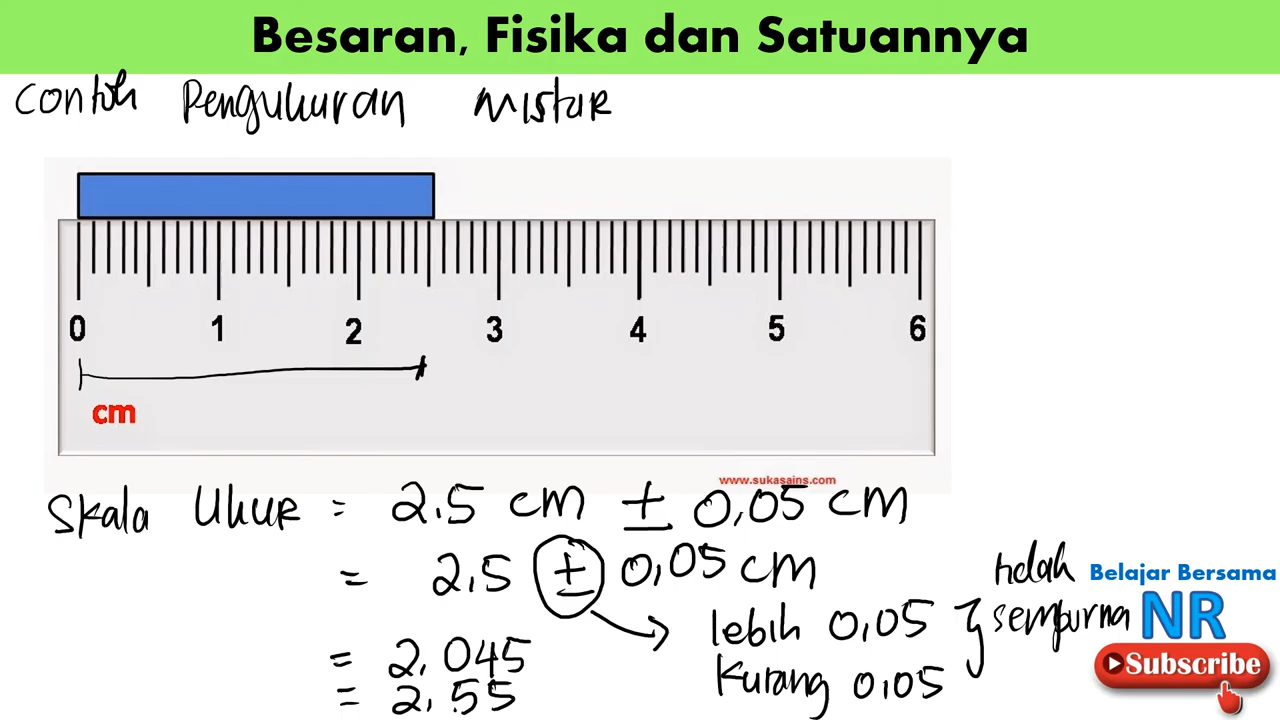 Besaran, Fisika dan Satuannya
Contoh Pengukuran mistar
0 1 2 3 4 5 6
cm
www.sukasains.com
Skala Ukur = 2.5 cm ± 0,05 cm
= 2.5 ± 0,05 cm
lebih 0,05
kurang 0,05
= 2.045
= 2.55
sempurna
Belajar Bersama
NR
Subscribe